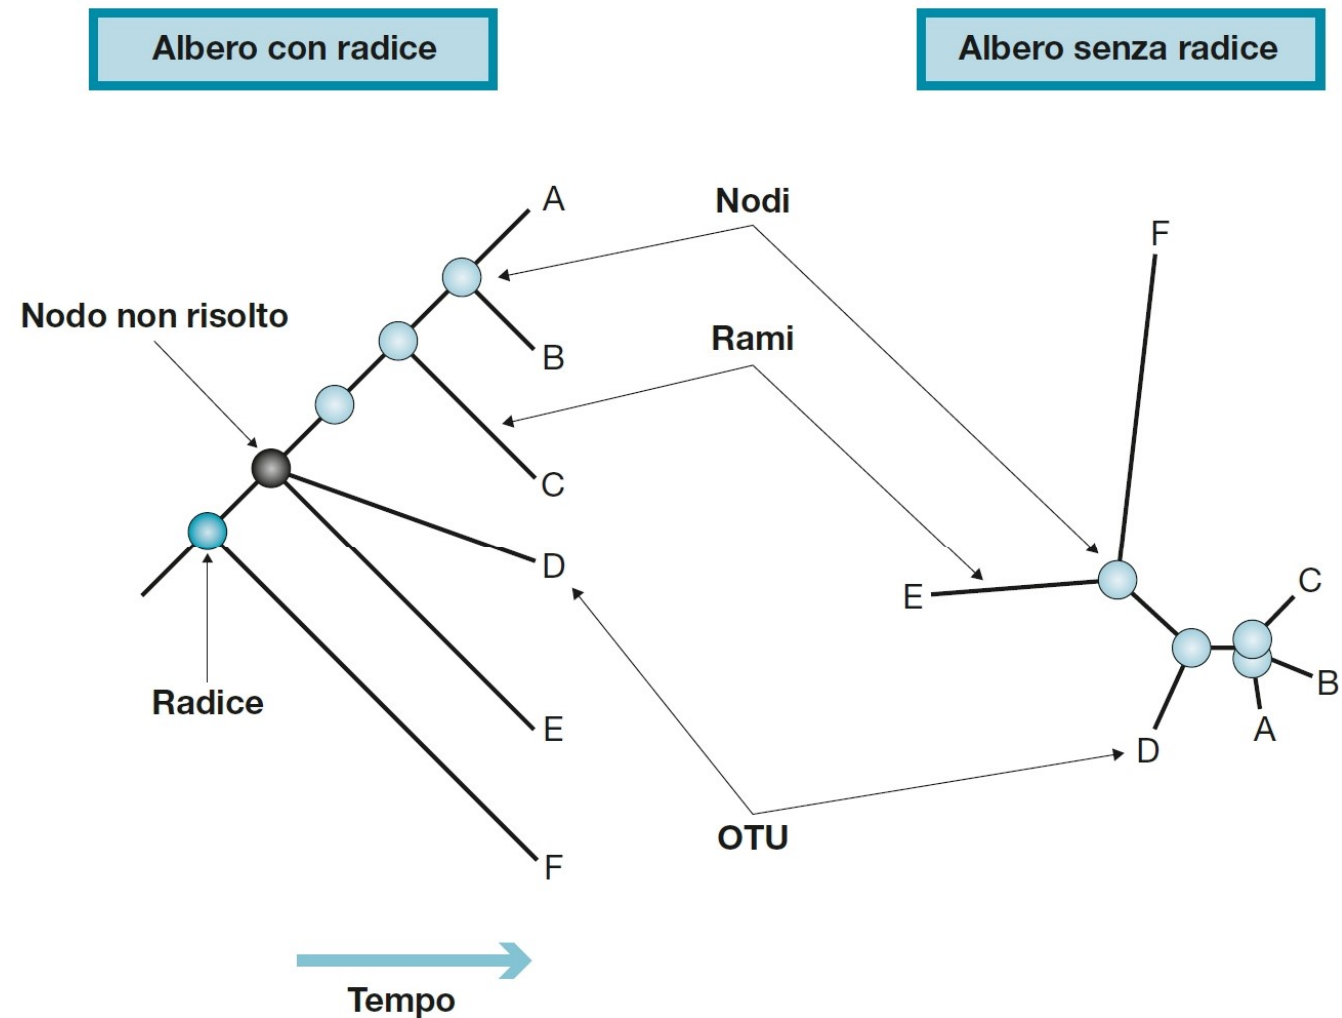 Albero con radice
Albero senza radice
A
Nodi
F
Nodo non risolto
Rami
B
C
D
E
C
B
Radice
A
E
D
OTU
F
Tempo